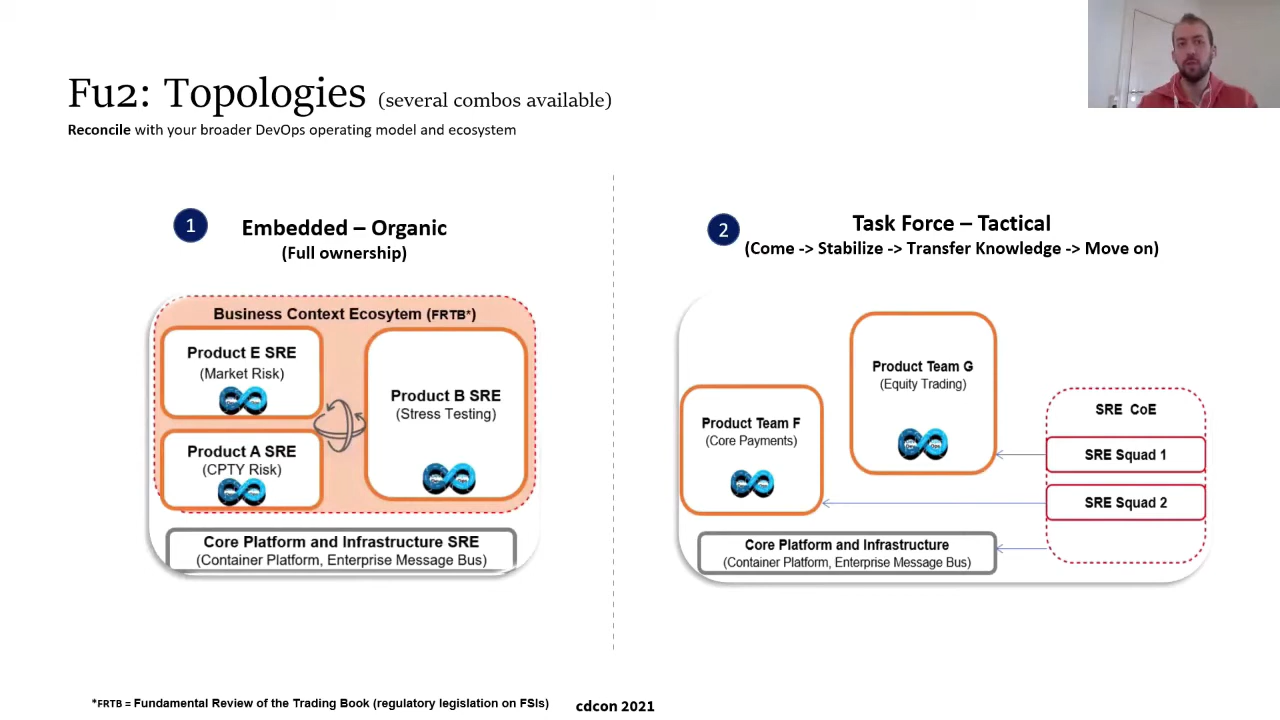 Fu2: Topologies (several combos available)
Reconcile with your broader DevOps operating model and ecosystem
1
Embedded – Organic
(Full ownership)
Business Context Ecosytem (FRTB*)
Product E SRE
(Market Risk)
Product B SRE
(Stress Testing)
Product A SRE
(CPTY Risk)
Core Platform and Infrastructure SRE
(Container Platform, Enterprise Message Bus)
2
Task Force – Tactical
(Come -> Stabilize -> Transfer Knowledge -> Move on)
Product Team G
(Equity Trading)
Product Team F
(Core Payments)
SRE CoE
SRE Squad 1
SRE Squad 2
Core Platform and Infrastructure
(Container Platform, Enterprise Message Bus)
*FRTB = Fundamental Review of the Trading Book (regulatory legislation on FSIs)
cdcon 2021